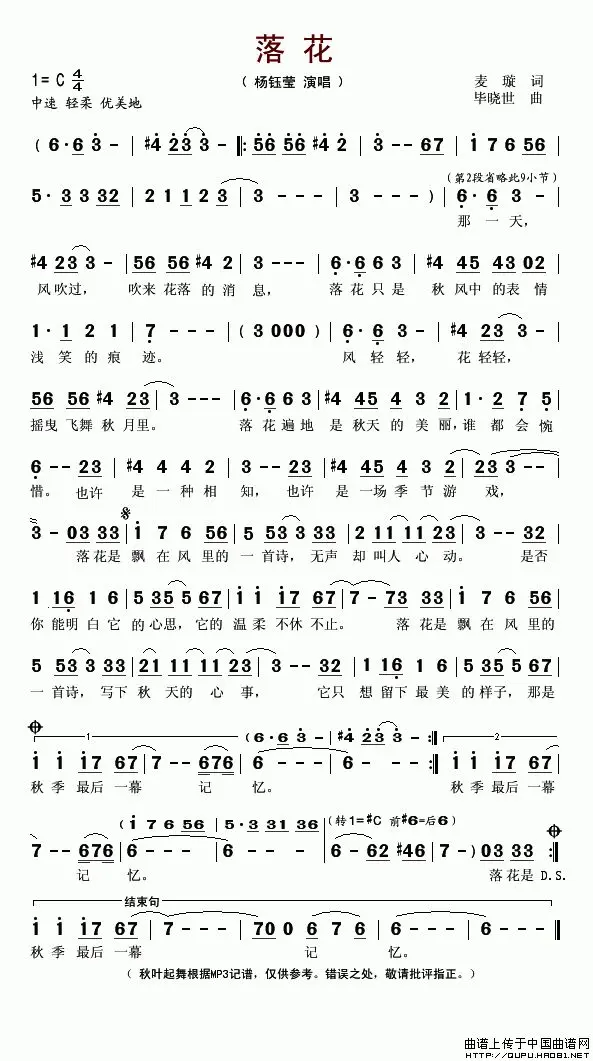 落花
1=C 4/4
（杨钰莹 演唱）
麦 璇 词
中速 轻柔 优美地
毕晓世 曲
( 6·6 3 - | #4 23 3 - |: 56 56 #4 2 | 3 - - 67 | 1 7 6 56 |
（第2段省略此9小节）
5· 3 3 32 | 2 1 1 2 3 | 3 - - - | 3 - - - ) | 6· 6 3 - |
那 一 天，
#4 23 3 - | 56 56 #4 2 | 3 - - - | 6·6 6 3 | #4 45 43 02 |
风吹过， 吹来 花落 的 消 息， 落 花 只 是 秋 风中 的表 情
1· 1 2 1 | 7 - - - | (3 000) | 6· 6 3 - | #4 23 3 - |
浅 笑 的 痕 迹。 风 轻 轻， 花 轻轻，
56 56 #4 23 | 3 - - - | 6·6 6 3 | #4 45 4 3 2 | 1· 2 7 5 |
摇曳 飞舞 秋 月里。 落 花 遍 地 是 秋天 的 美 丽，谁 都 会 惋
6 - - 23 | #4 4 4 2 | 3 - - 23 | #4 45 4 3 2 | 23 3 - - |
惜。 也许 是 一 种 相 知， 也许 是 一场 季 节 游 戏，
3 - 03 33 | 1 7 6 56 | 5 53 3 33 | 2 11 11 23 | 3 - - 32 |
落 花是 飘 在 风 里的 一 首诗， 无声 却 叫人 心 动。 是否
1 16 1 6 | 5 35 5 67 | 1 1 17 67 | 7 - 73 33 | 1 7 6 56 |
你 能明 白 它 的 心思， 它的 温 柔 不休 不止。 落 花是 飘 在 风 里的
5 53 3 33 | 21 11 11 23 | 3 - - 32 | 1 1 16 1 6 | 5 35 5 67 |
一 首诗， 写下 秋 天的 心 事， 它只 想 留下 最 美 的 样子， 那是
1 ( 6·6 3 - | #4 23 3 - 2
1 1 17 67 | 7 - - 676 | 6 - - - | 6 - - - :| 1 1 17 67 |
秋 季 最后 一幕 记 忆。 秋 季 最后 一幕
( 1 7 6 56 | 5·3 31 36 （转1=#C 前#6=后6）
7 - - 676 | 6 - - - | 6 - - - | 6 - 62 #46 | 7 - ) 03 33 :|
记 忆。 落 花是 D.S.
结束句
1 1 17 67 | 7 - - - | 70 0 6 7 | 6 - - - | 6 - - - |
秋 季 最后 一幕 记 忆。
（ 秋叶起舞根据MP3记谱，仅供参考。错误之处，敬请批评指正。）
曲谱上传于中国曲谱网
http://QUPU.HAO81.NET